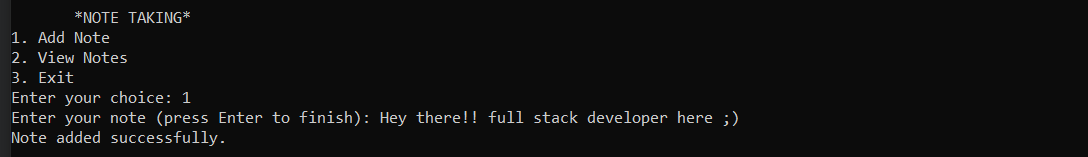 *NOTE TAKING*
1. Add Note
2. View Notes
3. Exit
Enter your choice: 1
Enter your note (press Enter to finish): Hey there!! full stack developer here ;)
Note added successfully.